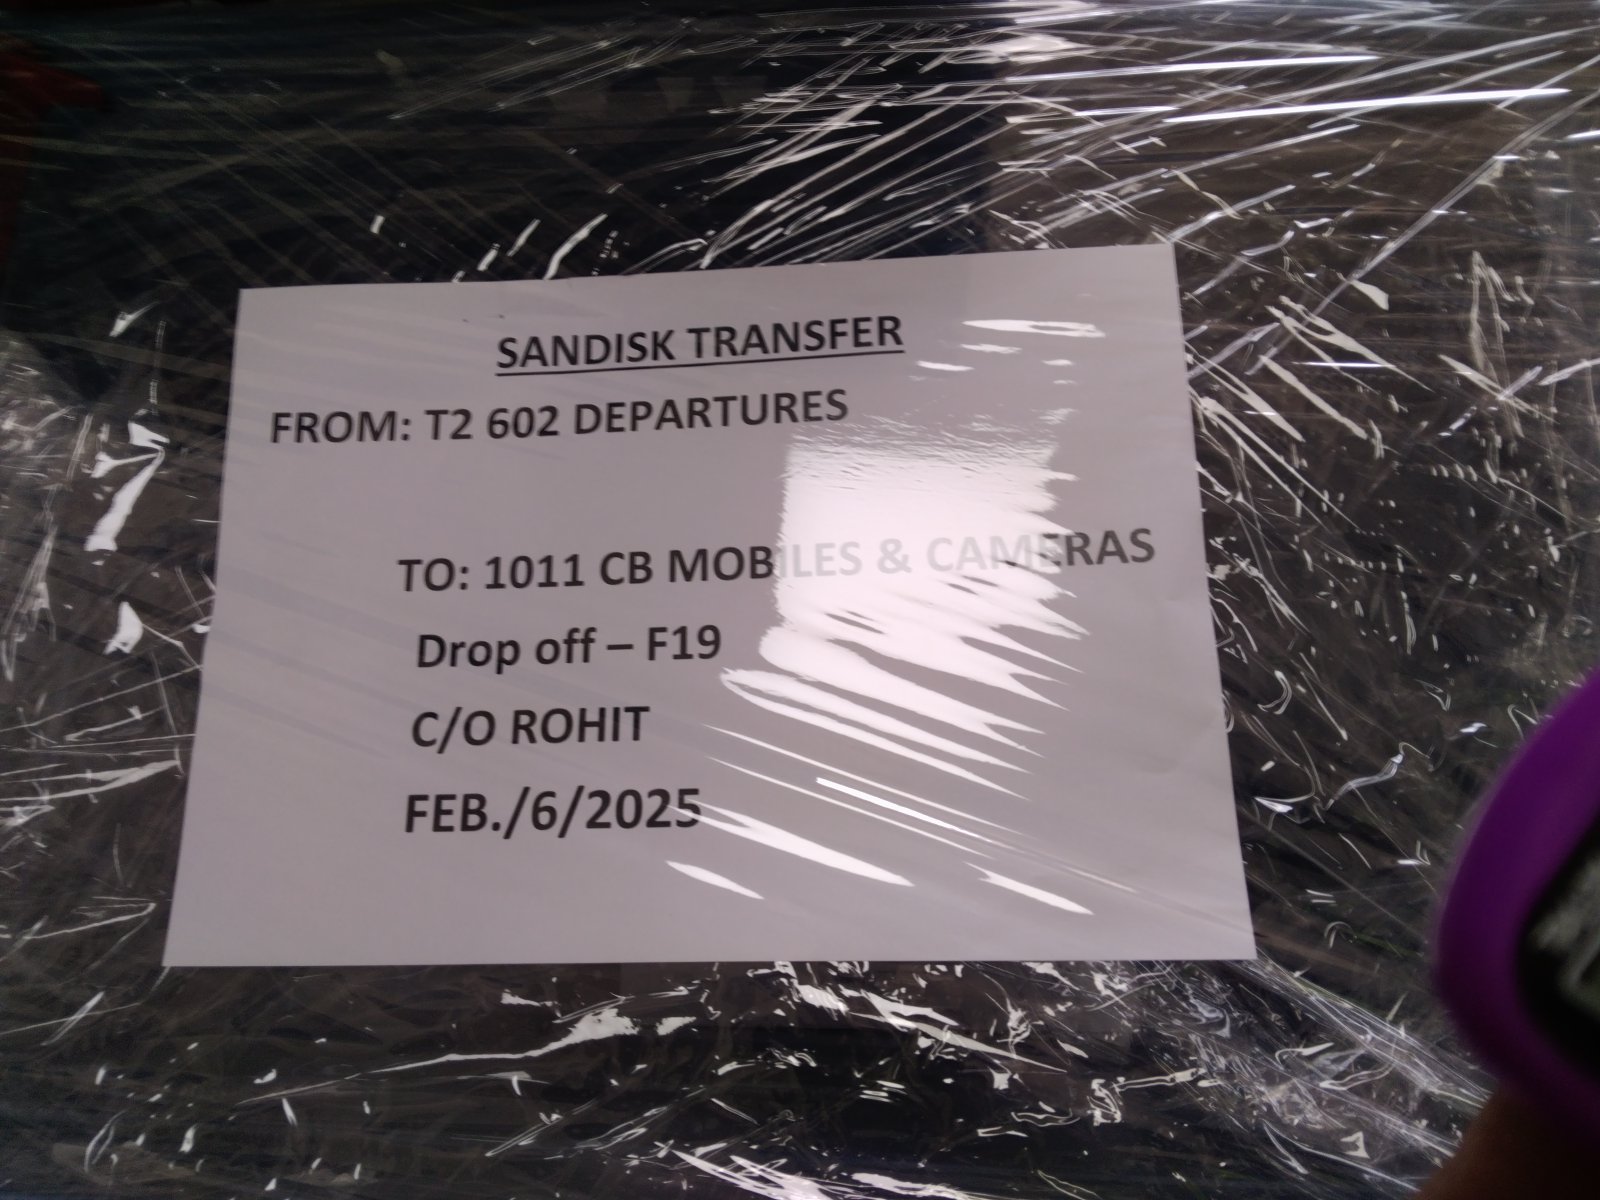 SANDISK TRANSFER
FROM: T2 602 DEPARTURES
TO: 1011 CB MOBILES & CAMERAS
Drop off – F19
C/O ROHIT
FEB./6/2025